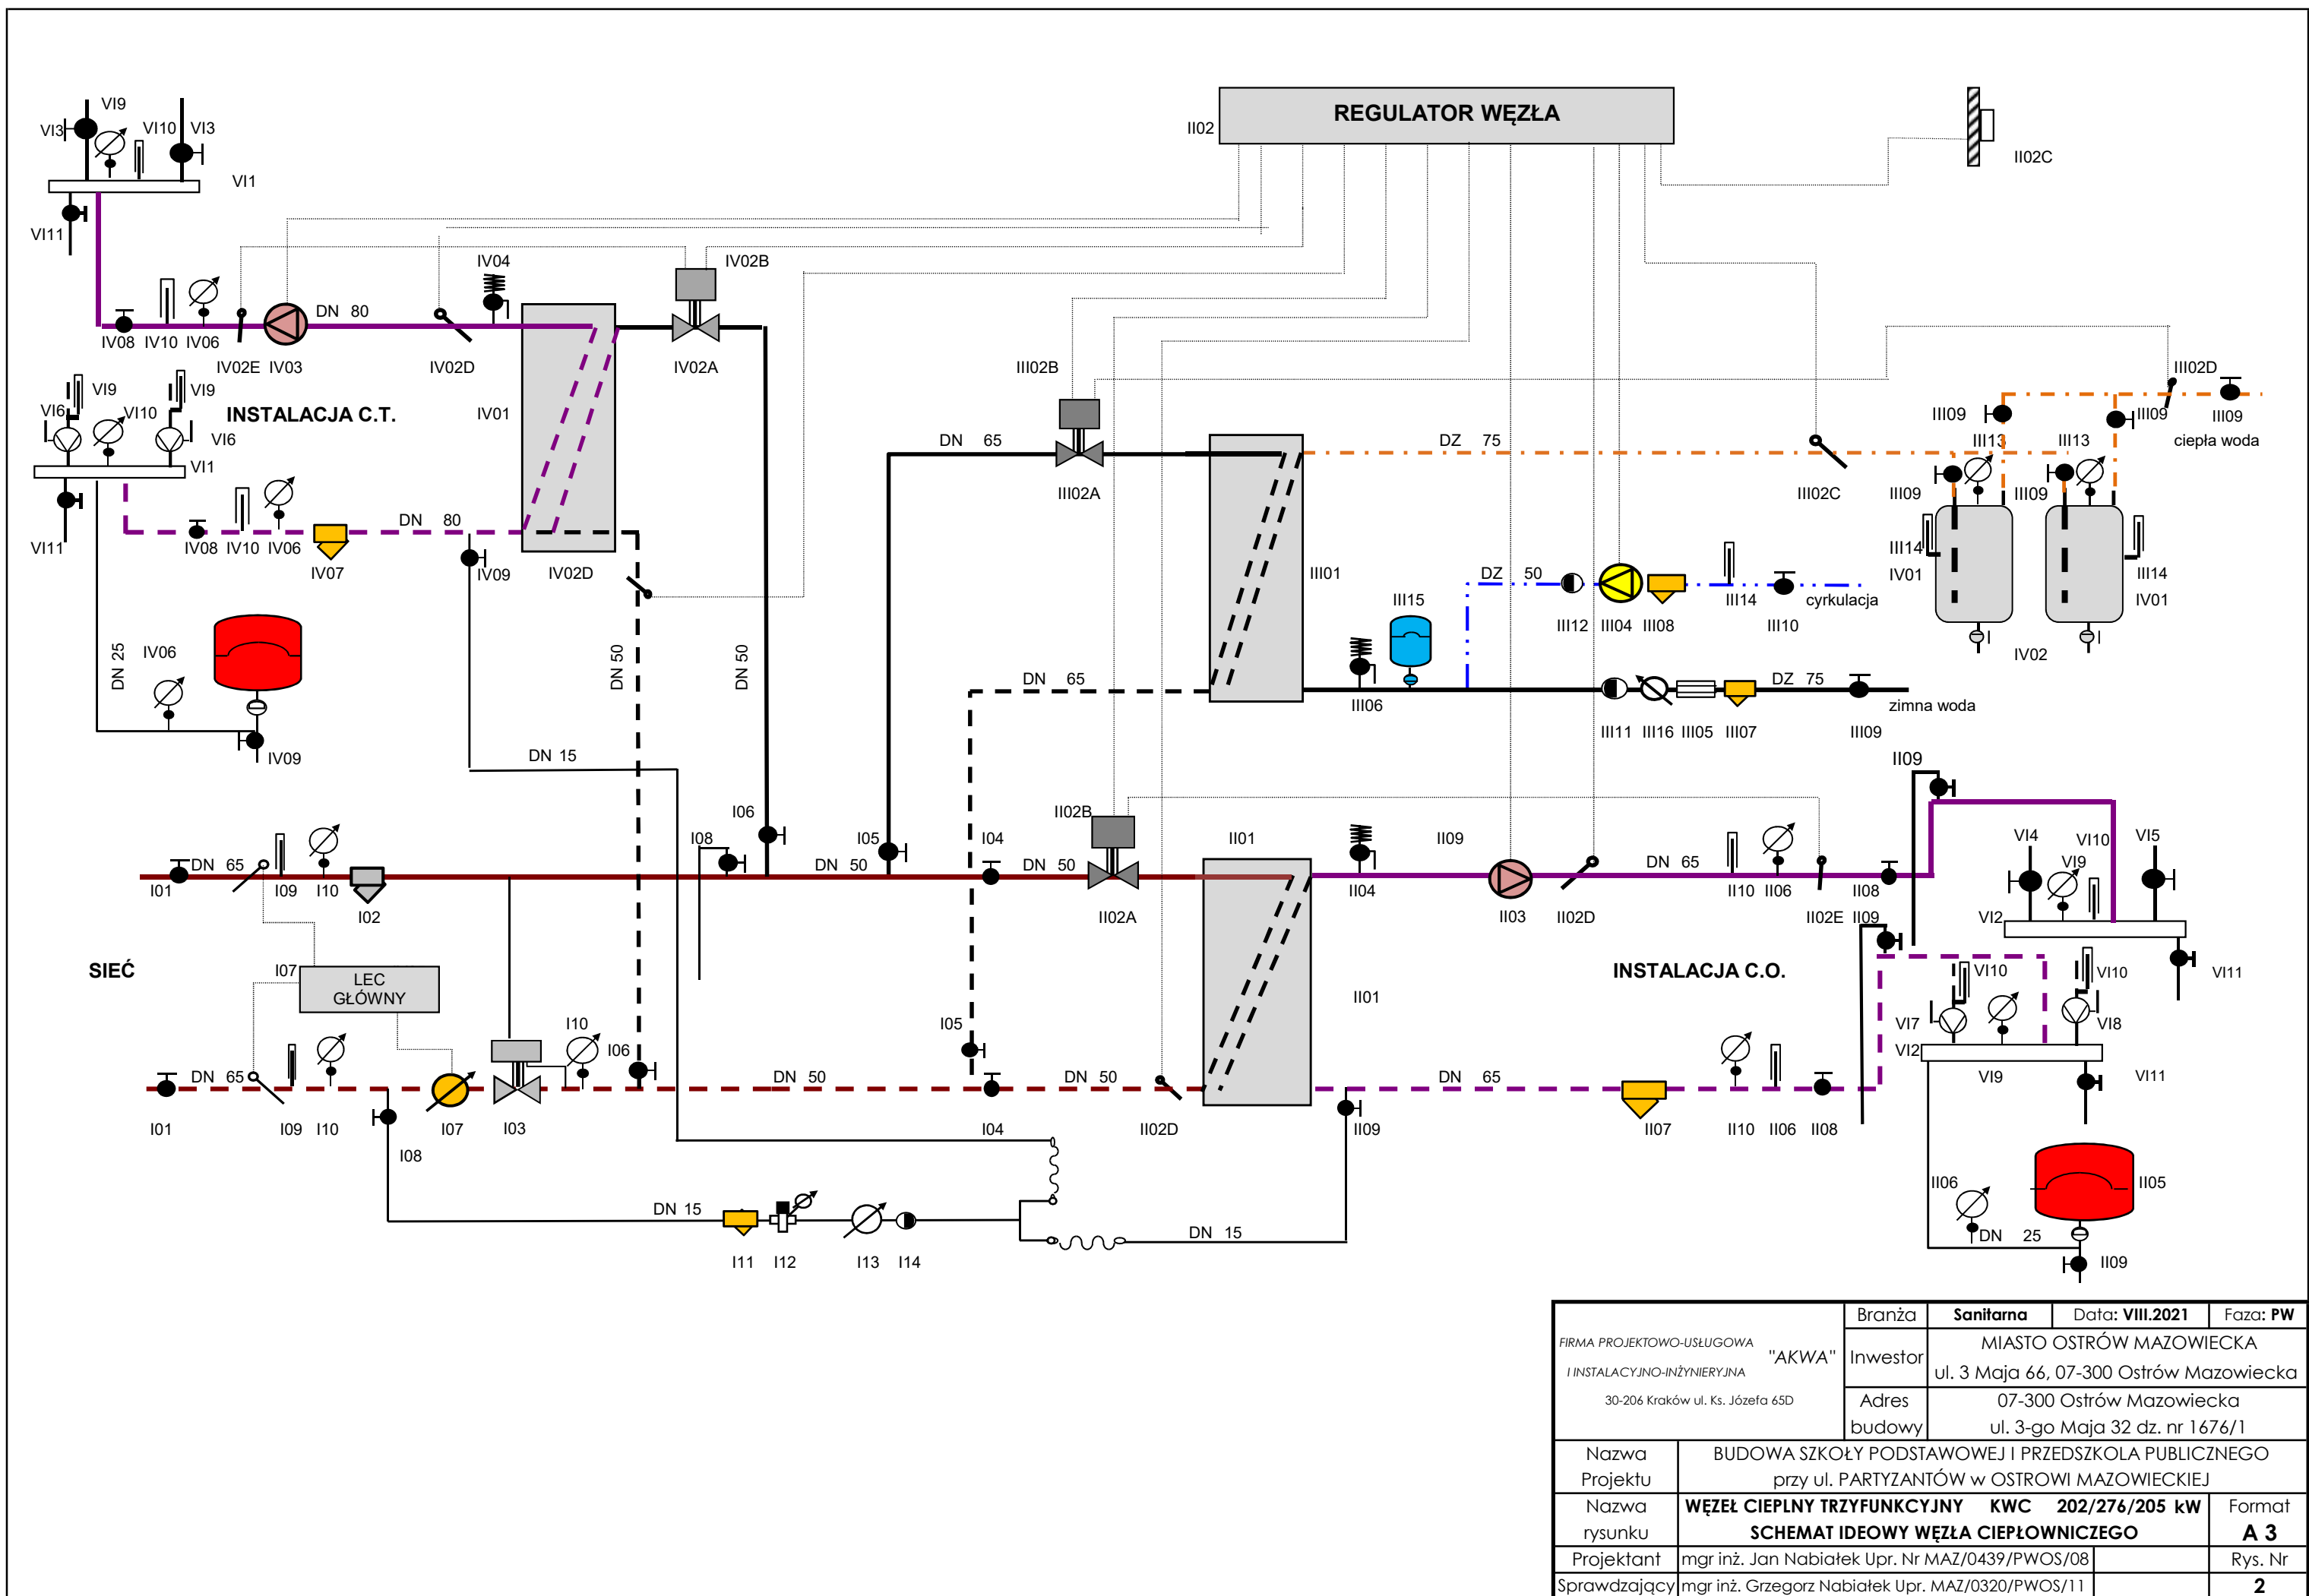 REGULATOR WĘZŁA
II02
II02C
VI9
VI3
VI10
VI3
VI1
VI11
IV04
IV02B
DN 80
IV08
IV10
IV06
IV02E
IV03
IV02D
IV02A
VI9
VI9
VI6
VI10
VI6
INSTALACJA C.T.
IV01
VI1
DN 80
VI11
IV08
IV10
IV06
IV07
IV09
IV02D
DN 25
IV06
IV09
DN 50
DN 50
DN 15
III02B
DN 65
III02A
DZ 75
III02C
III02D
III09
III09
III09
ciepła woda
III13
III13
III09
III09
III14
IV01
III14
IV01
IV02
III01
DZ 50
III15
III12
III04
III08
III14
III10
cyrkulacja
DN 65
III06
DZ 75
zimna woda
III11
III16
III05
III07
III09
II09
I06
I08
I05
I04
II02B
II01
II09
DN 65
I01
I09
I10
I02
DN 50
DN 50
II02A
II04
II03
II02D
DN 65
II10
II06
II02E
II08
II09
VI4
VI10
VI5
VI9
VI2
VI11
SIEĆ
I07
LEC
GŁÓWNY
INSTALACJA C.O.
II01
VI10
VI10
VI7
VI8
VI2
VI9
VI11
I10
I06
I05
DN 65
DN 50
DN 50
DN 65
I01
I09
I10
I08
I07
I03
I04
II02D
II09
II07
II10
II06
II08
DN 15
I11
I12
I13
I14
DN 15
II06
II05
DN 25
II09
FIRMA PROJEKTOWO-USŁUGOWA
I INSTALACYJNO-INŻYNIERYJNA
"AKWA"
30-206 Kraków ul. Ks. Józefa 65D
Branża Sanitarna Data: VIII.2021 Faza: PW
Inwestor MIASTO OSTRÓW MAZOWIECKA
ul. 3 Maja 66, 07-300 Ostrów Mazowiecka
Adres 07-300 Ostrów Mazowiecka
budowy ul. 3-go Maja 32 dz. nr 1676/1
Nazwa BUDOWA SZKOŁY PODSTAWOWEJ I PRZEDSZKOLA PUBLICZNEGO
Projektu przy ul. PARTYZANTÓW w OSTROWI MAZOWIECKIEJ
Nazwa WĘZEŁ CIEPLNY TRZYFUNKCYJNY KWC 202/276/205 kW Format
rysunku SCHEMAT IDEOWY WĘZŁA CIEPŁOWNICZEGO A 3
Projektant mgr inż. Jan Nabiałek Upr. Nr MAZ/0439/PWOS/08 Rys. Nr
Sprawdzający mgr inż. Grzegorz Nabiałek Upr. MAZ/0320/PWOS/11 2